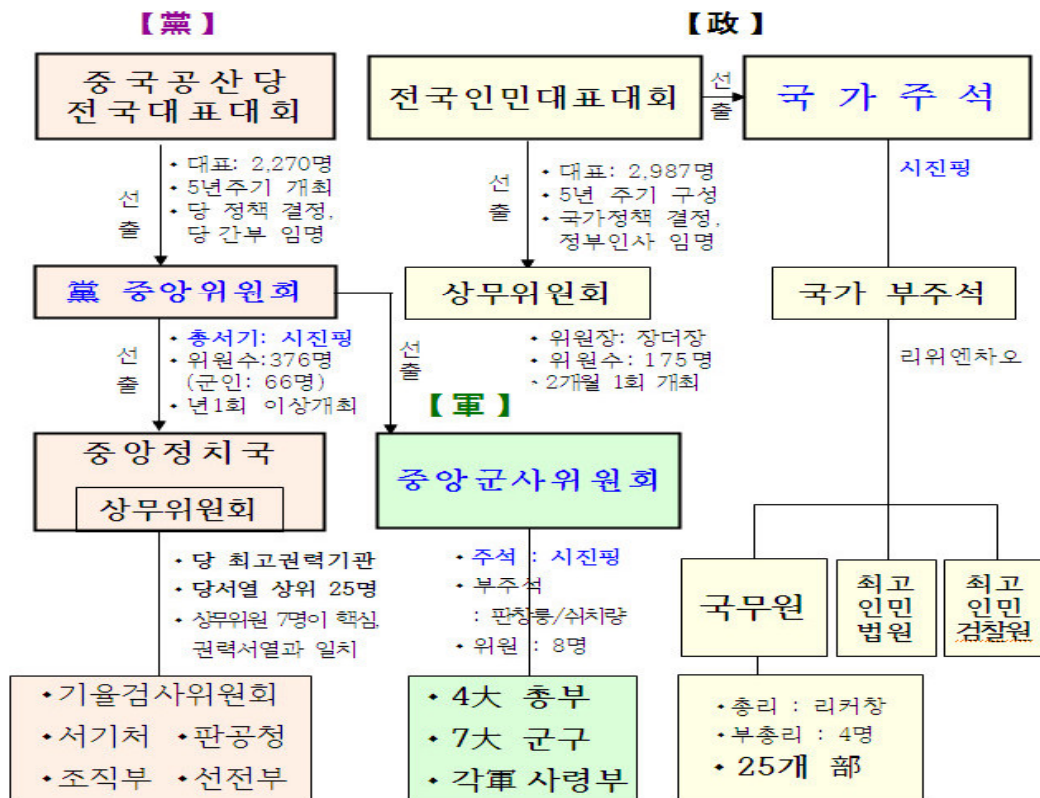 【黨】
【政】
중국공산당
전국대표대회
전국인민대표대회
선
출
국 가 주 석
선
출
• 대표: 2,270명
• 5년주기 개최
• 당 정책 결정,
당 간부 임명
선
출
• 대표: 2,987명
• 5년 주기 구성
• 국가정책 결정,
정부인사 임명
시진핑
黨 중앙위원회
상무위원회
국가 부주석
선
출
• 총서기: 시진핑
• 위원수:376명
(군인: 66명)
• 년1회 이상개최
선
출
• 위원장: 장더장
• 위원수: 175명
• 2개월 1회 개최
리위엔차오
【軍】
중앙정치국
상무위원회
중앙군사위원회
• 당 최고권력기관
• 당서열 상위 25명
• 상무위원 7명이 핵심,
권력서열과 일치
• 주석 : 시진핑
• 부주석
: 판창룽/쉬치량
• 위원 : 8명
국무원
최고
인민
법원
최고
인민
검찰원
• 기율검사위원회
• 서기처 • 판공청
• 조직부 • 선전부
• 4大 총부
• 7大 군구
• 각軍 사령부
• 총리 : 리커창
• 부총리 : 4명
• 25개 部